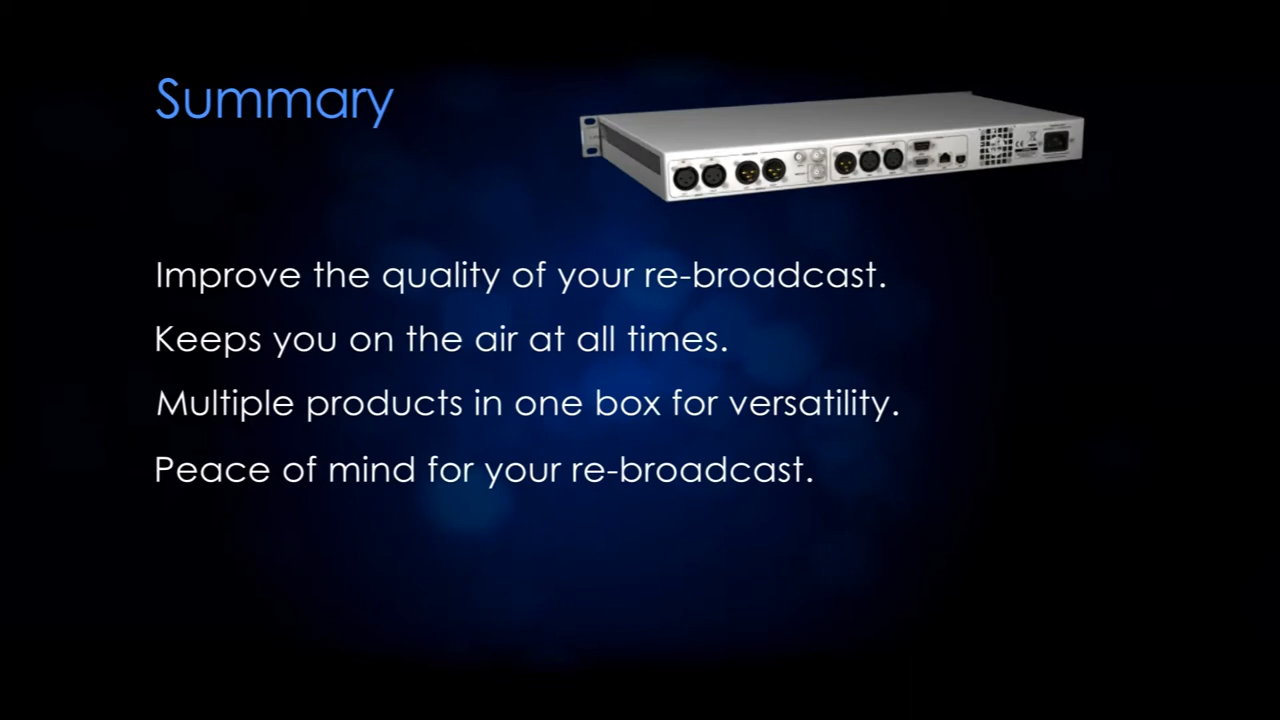 Summary
Improve the quality of your re-broadcast.
Keeps you on the air at all times.
Multiple products in one box for versatility.
Peace of mind for your re-broadcast.